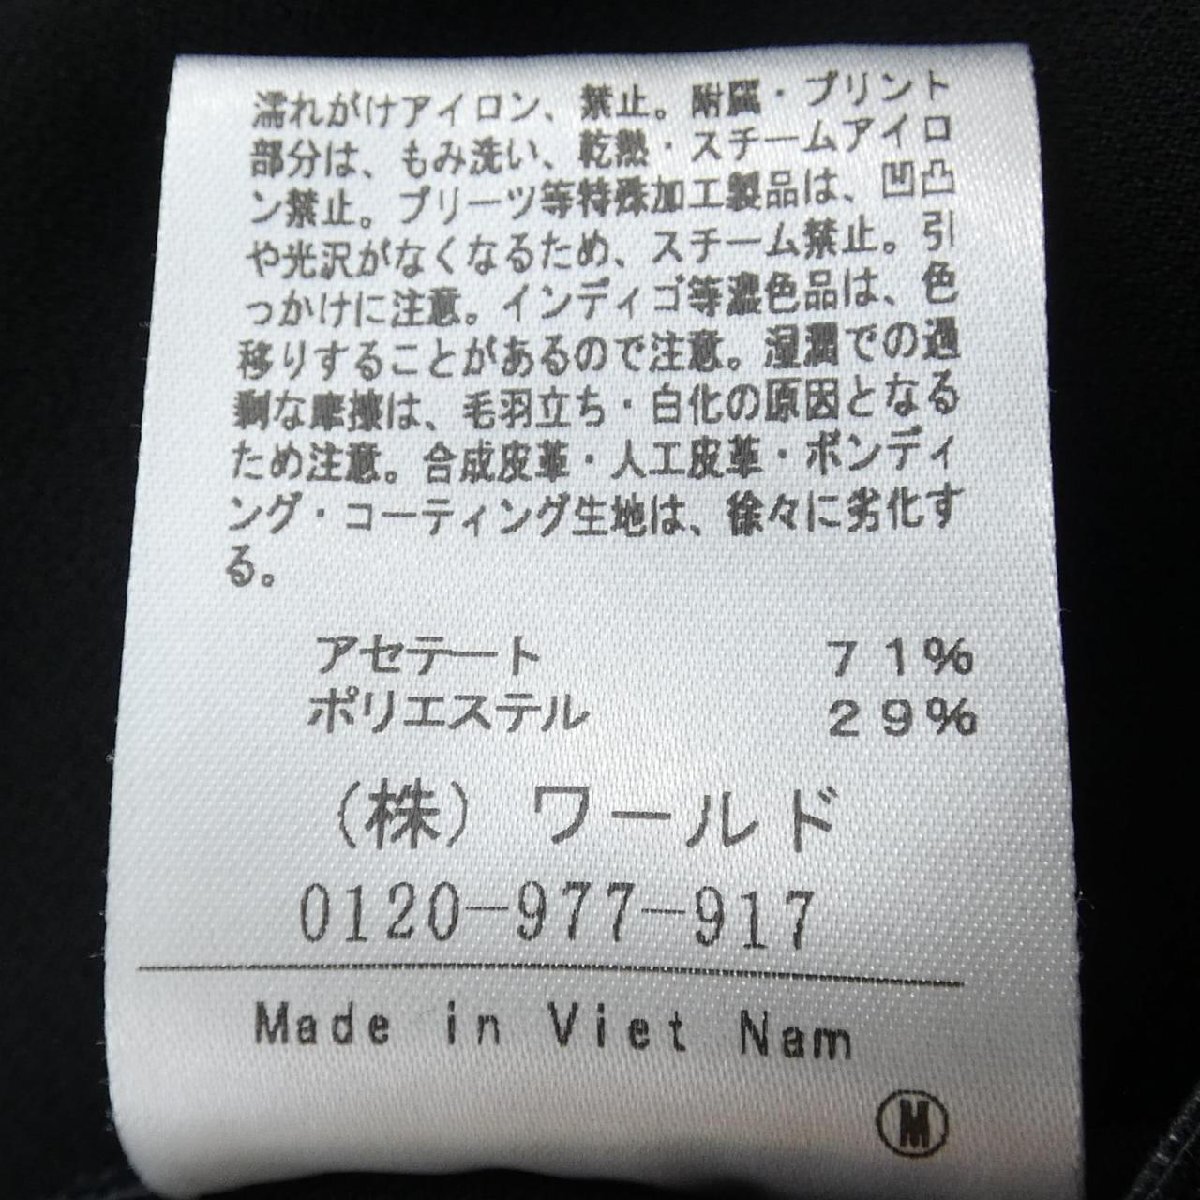 濡れがけアイロン、禁止。附属・プリント
部分は、もみ洗い、乾熱・スチームアイロ
ン禁止。プリーツ等特殊加工製品は、凹凸
や光沢がなくなるため、スチーム禁止。引
っかけに注意。インディゴ等濃色品は、色
移りすることがあるので注意。湿潤での過
剰な摩擦は、毛羽立ち・白化の原因となる
ため注意。合成皮革・人工皮革・ボンディ
ング・コーティング生地は、徐々に劣化す
る。
アセテート 71%
ポリエステル 29%
(株) ワールド
0120-977-917
Made in Viet Nam
M